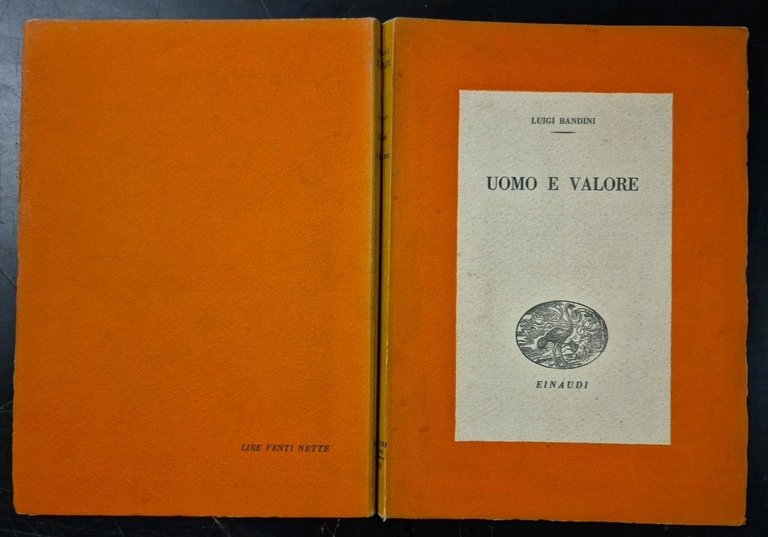 LIRE VENTI NETTE
LUIGI BANDINI
UOMO E VALORE
EINAUDI